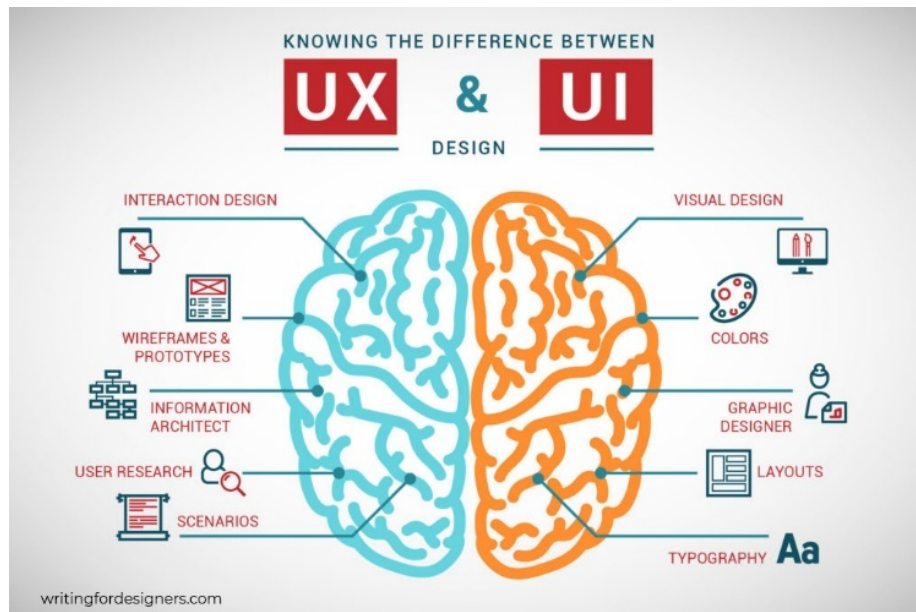 KNOWING THE DIFFERENCE BETWEEN
UX & UI
DESIGN
INTERACTION DESIGN
WIREFRAMES &
PROTOTYPES
INFORMATION
ARCHITECT
USER RESEARCH
SCENARIOS
VISUAL DESIGN
COLORS
GRAPHIC
DESIGNER
LAYOUTS
TYPOGRAPHY Aa
writingfordesigners.com